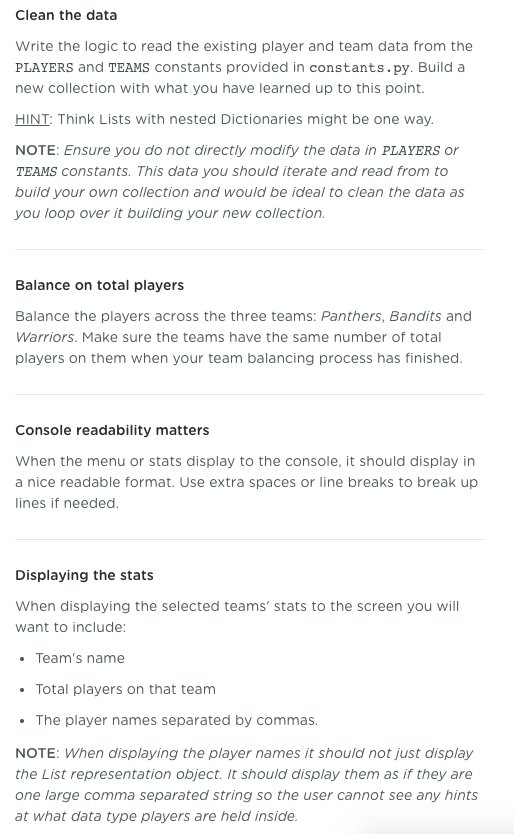 Clean the data
Write the logic to read the existing player and team data from the
PLAYERS and TEAMS constants provided in constants.py. Build a
new collection with what you have learned up to this point.
HINT: Think Lists with nested Dictionaries might be one way.
NOTE: Ensure you do not directly modify the data in PLAYERS or
TEAMS constants. This data you should iterate and read from to
build your own collection and would be ideal to clean the data as
you loop over it building your new collection.
Balance on total players
Balance the players across the three teams: Panthers, Bandits and
Warriors. Make sure the teams have the same number of total
players on them when your team balancing process has finished.
Console readability matters
When the menu or stats display to the console, it should display in
a nice readable format. Use extra spaces or line breaks to break up
lines if needed.
Displaying the stats
When displaying the selected teams' stats to the screen you will
want to include:
• Team's name
• Total players on that team
• The player names separated by commas.
NOTE: When displaying the player names it should not just display
the List representation object. It should display them as if they are
one large comma separated string so the user cannot see any hints
at what data type players are held inside.